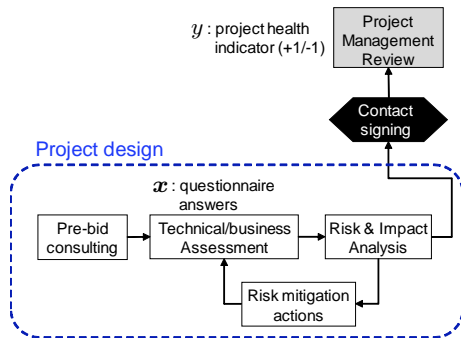 y : project health
indicator (+1/-1)
Project
Management
Review
Contact
signing
Project design
x : questionnaire
answers
Pre-bid
consulting
Technical/business
Assessment
Risk & Impact
Analysis
Risk mitigation
actions